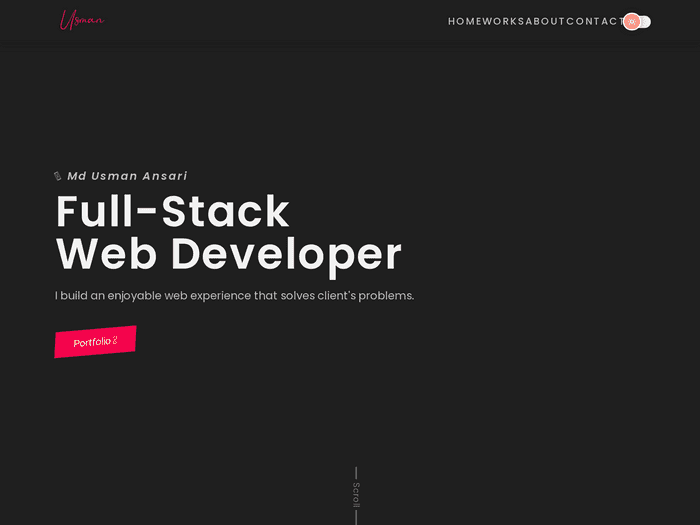 Usman
HOMEWORKSABOUTCONTACT
Md Usman Ansari
Full-Stack
Web Developer
I build an enjoyable web experience that solves client's problems.
Portfolio
Scroll